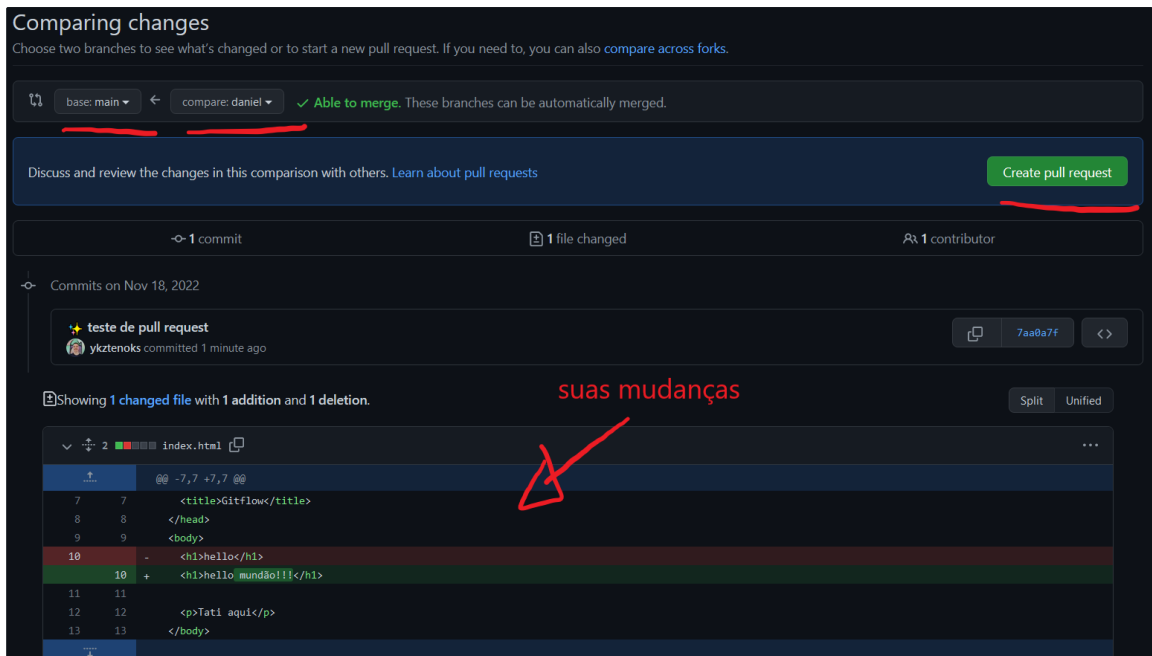 Comparing changes
Choose two branches to see what's changed or to start a new pull request. If you need to, you can also compare across forks.
base: main
compare: daniel
Able to merge. These branches can be automatically merged.
Discuss and review the changes in this comparison with others. Learn about pull requests
Create pull request
1 commit
1 file changed
1 contributor
Commits on Nov 18, 2022
teste de pull request
ykztenoks committed 1 minute ago
7aa0a7f
<>
suas mudanças
Showing 1 changed file with 1 addition and 1 deletion.
Split
Unified
2 index.html
@@ -7,7 +7,7 @@
7 7 <title>Gitflow</title>
8 8 </head>
9 9 <body>
10 - <h1>hello</h1>
10 + <h1>hello mundão!!!</h1>
11 11
12 12 <p>Tati aqui</p>
13 13 </body>